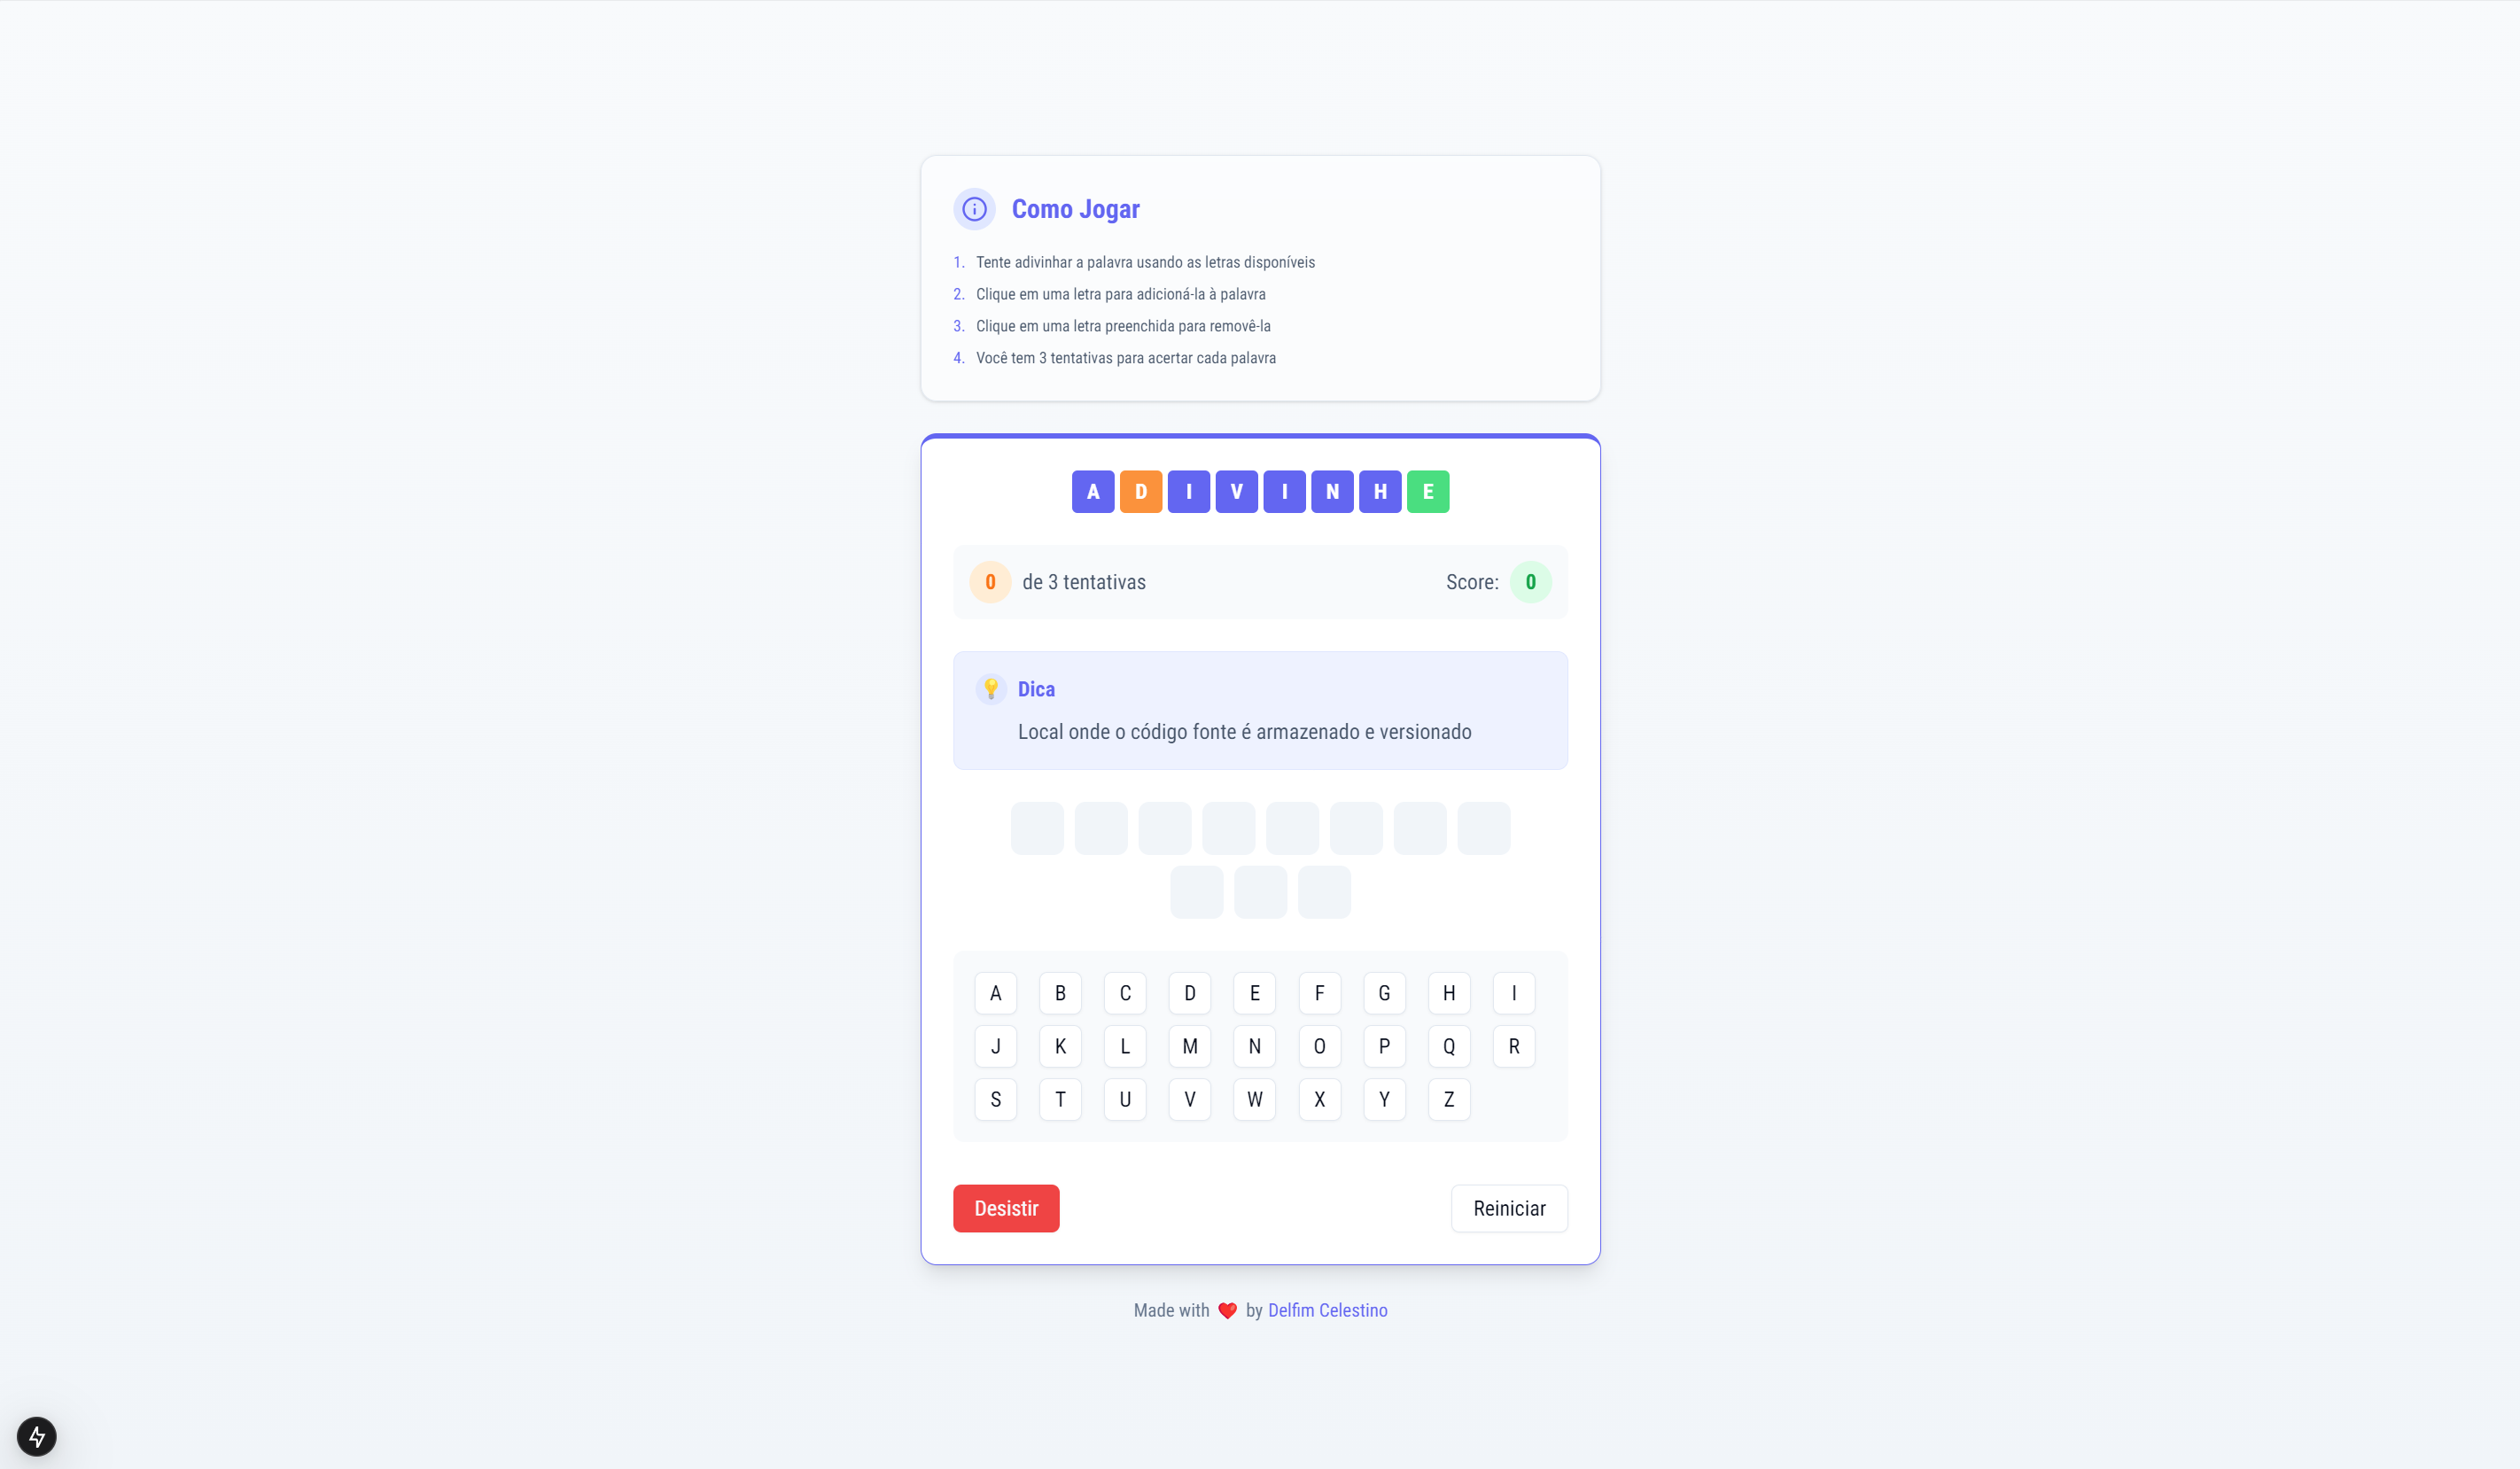 Como Jogar
1. Tente adivinhar a palavra usando as letras disponíveis
2. Clique em uma letra para adicioná-la à palavra
3. Clique em uma letra preenchida para removê-la
4. Você tem 3 tentativas para acertar cada palavra
A D I V I N H E
0 de 3 tentativas Score: 0
Dica
Local onde o código fonte é armazenado e versionado
A B C D E F G H I
J K L M N O P Q R
S T U V W X Y Z
Desistir Reiniciar
Made with ❤️ by Delfim Celestino